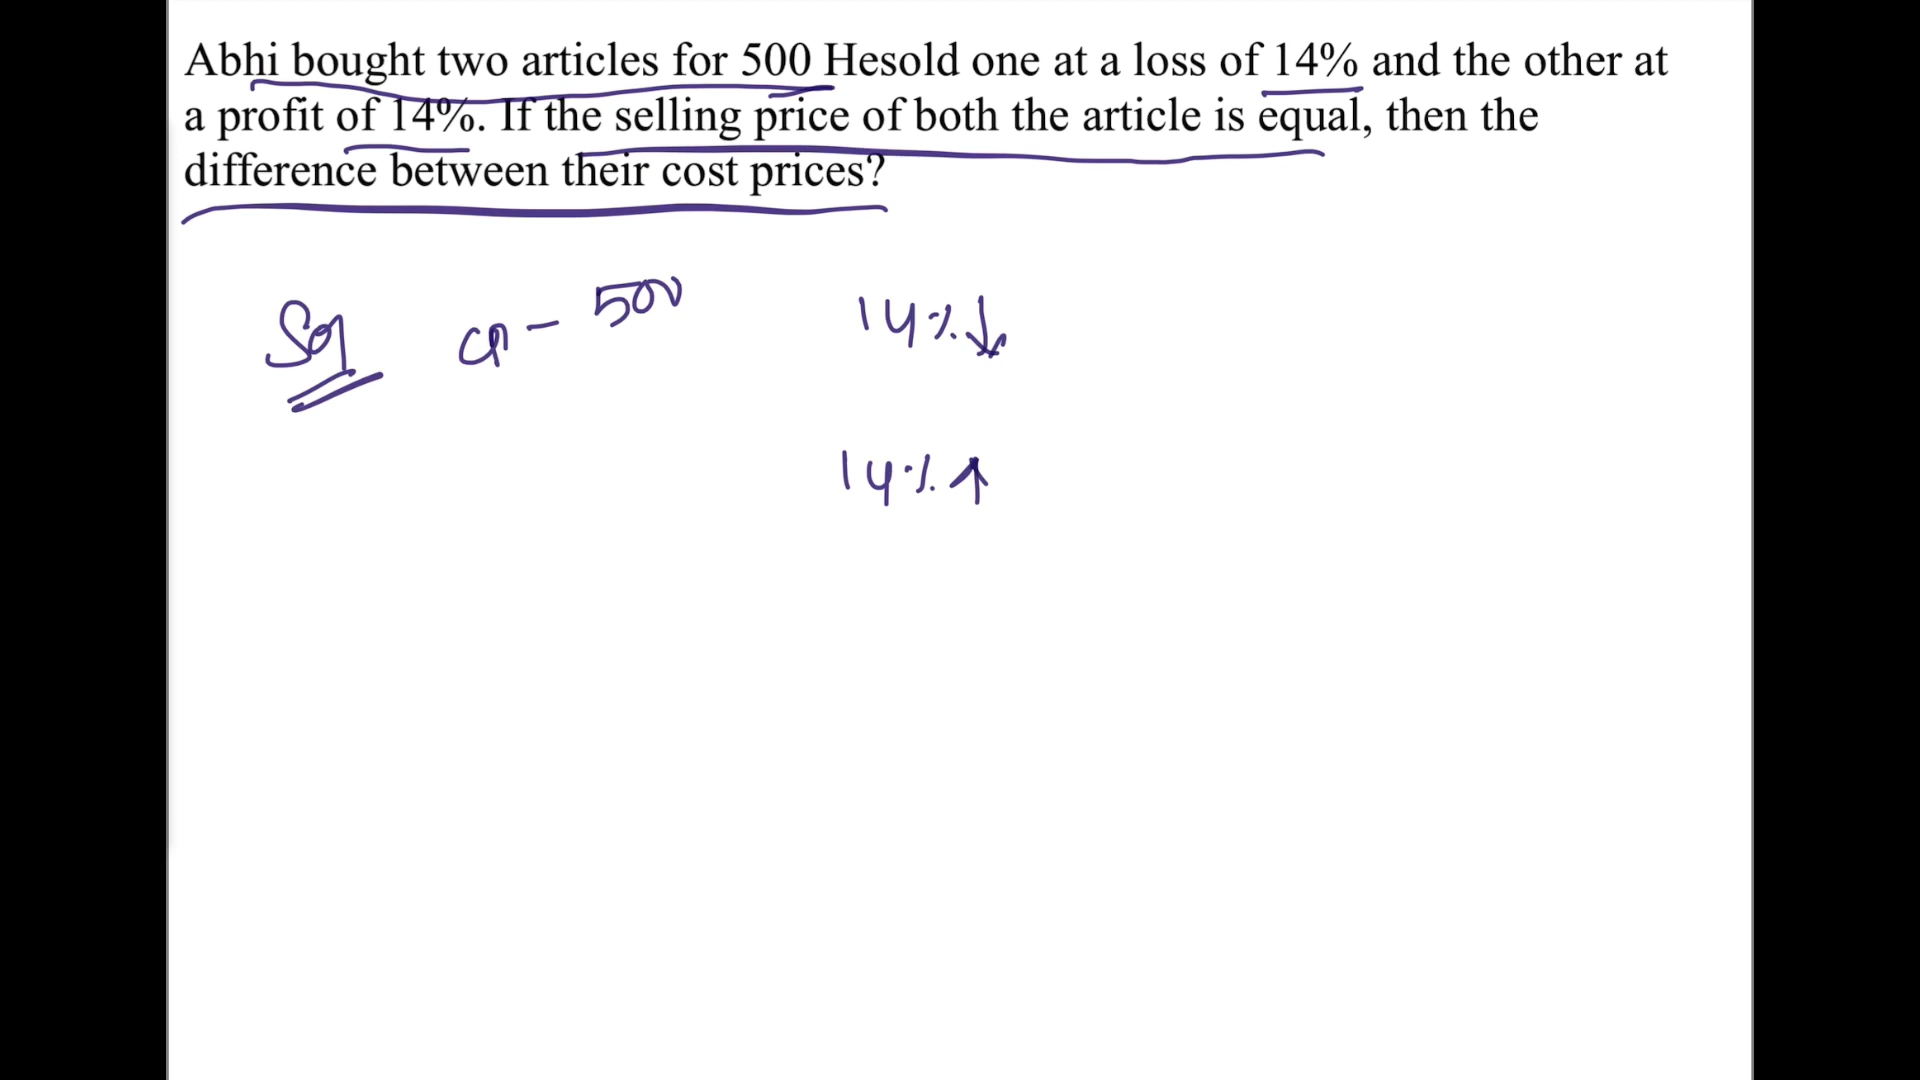 Abhi bought two articles for 500 Hesold one at a loss of 14% and the other at
a profit of 14%. If the selling price of both the article is equal, then the
difference between their cost prices?
Sol CP - 500 14% ↓
14% ↑